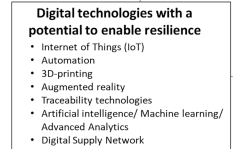 Digital technologies with a
potential to enable resilience
• Internet of Things (IoT)
• Automation
• 3D-printing
• Augmented reality
• Traceability technologies
• Artificial intelligence/ Machine learning/
Advanced Analytics
• Digital Supply Network